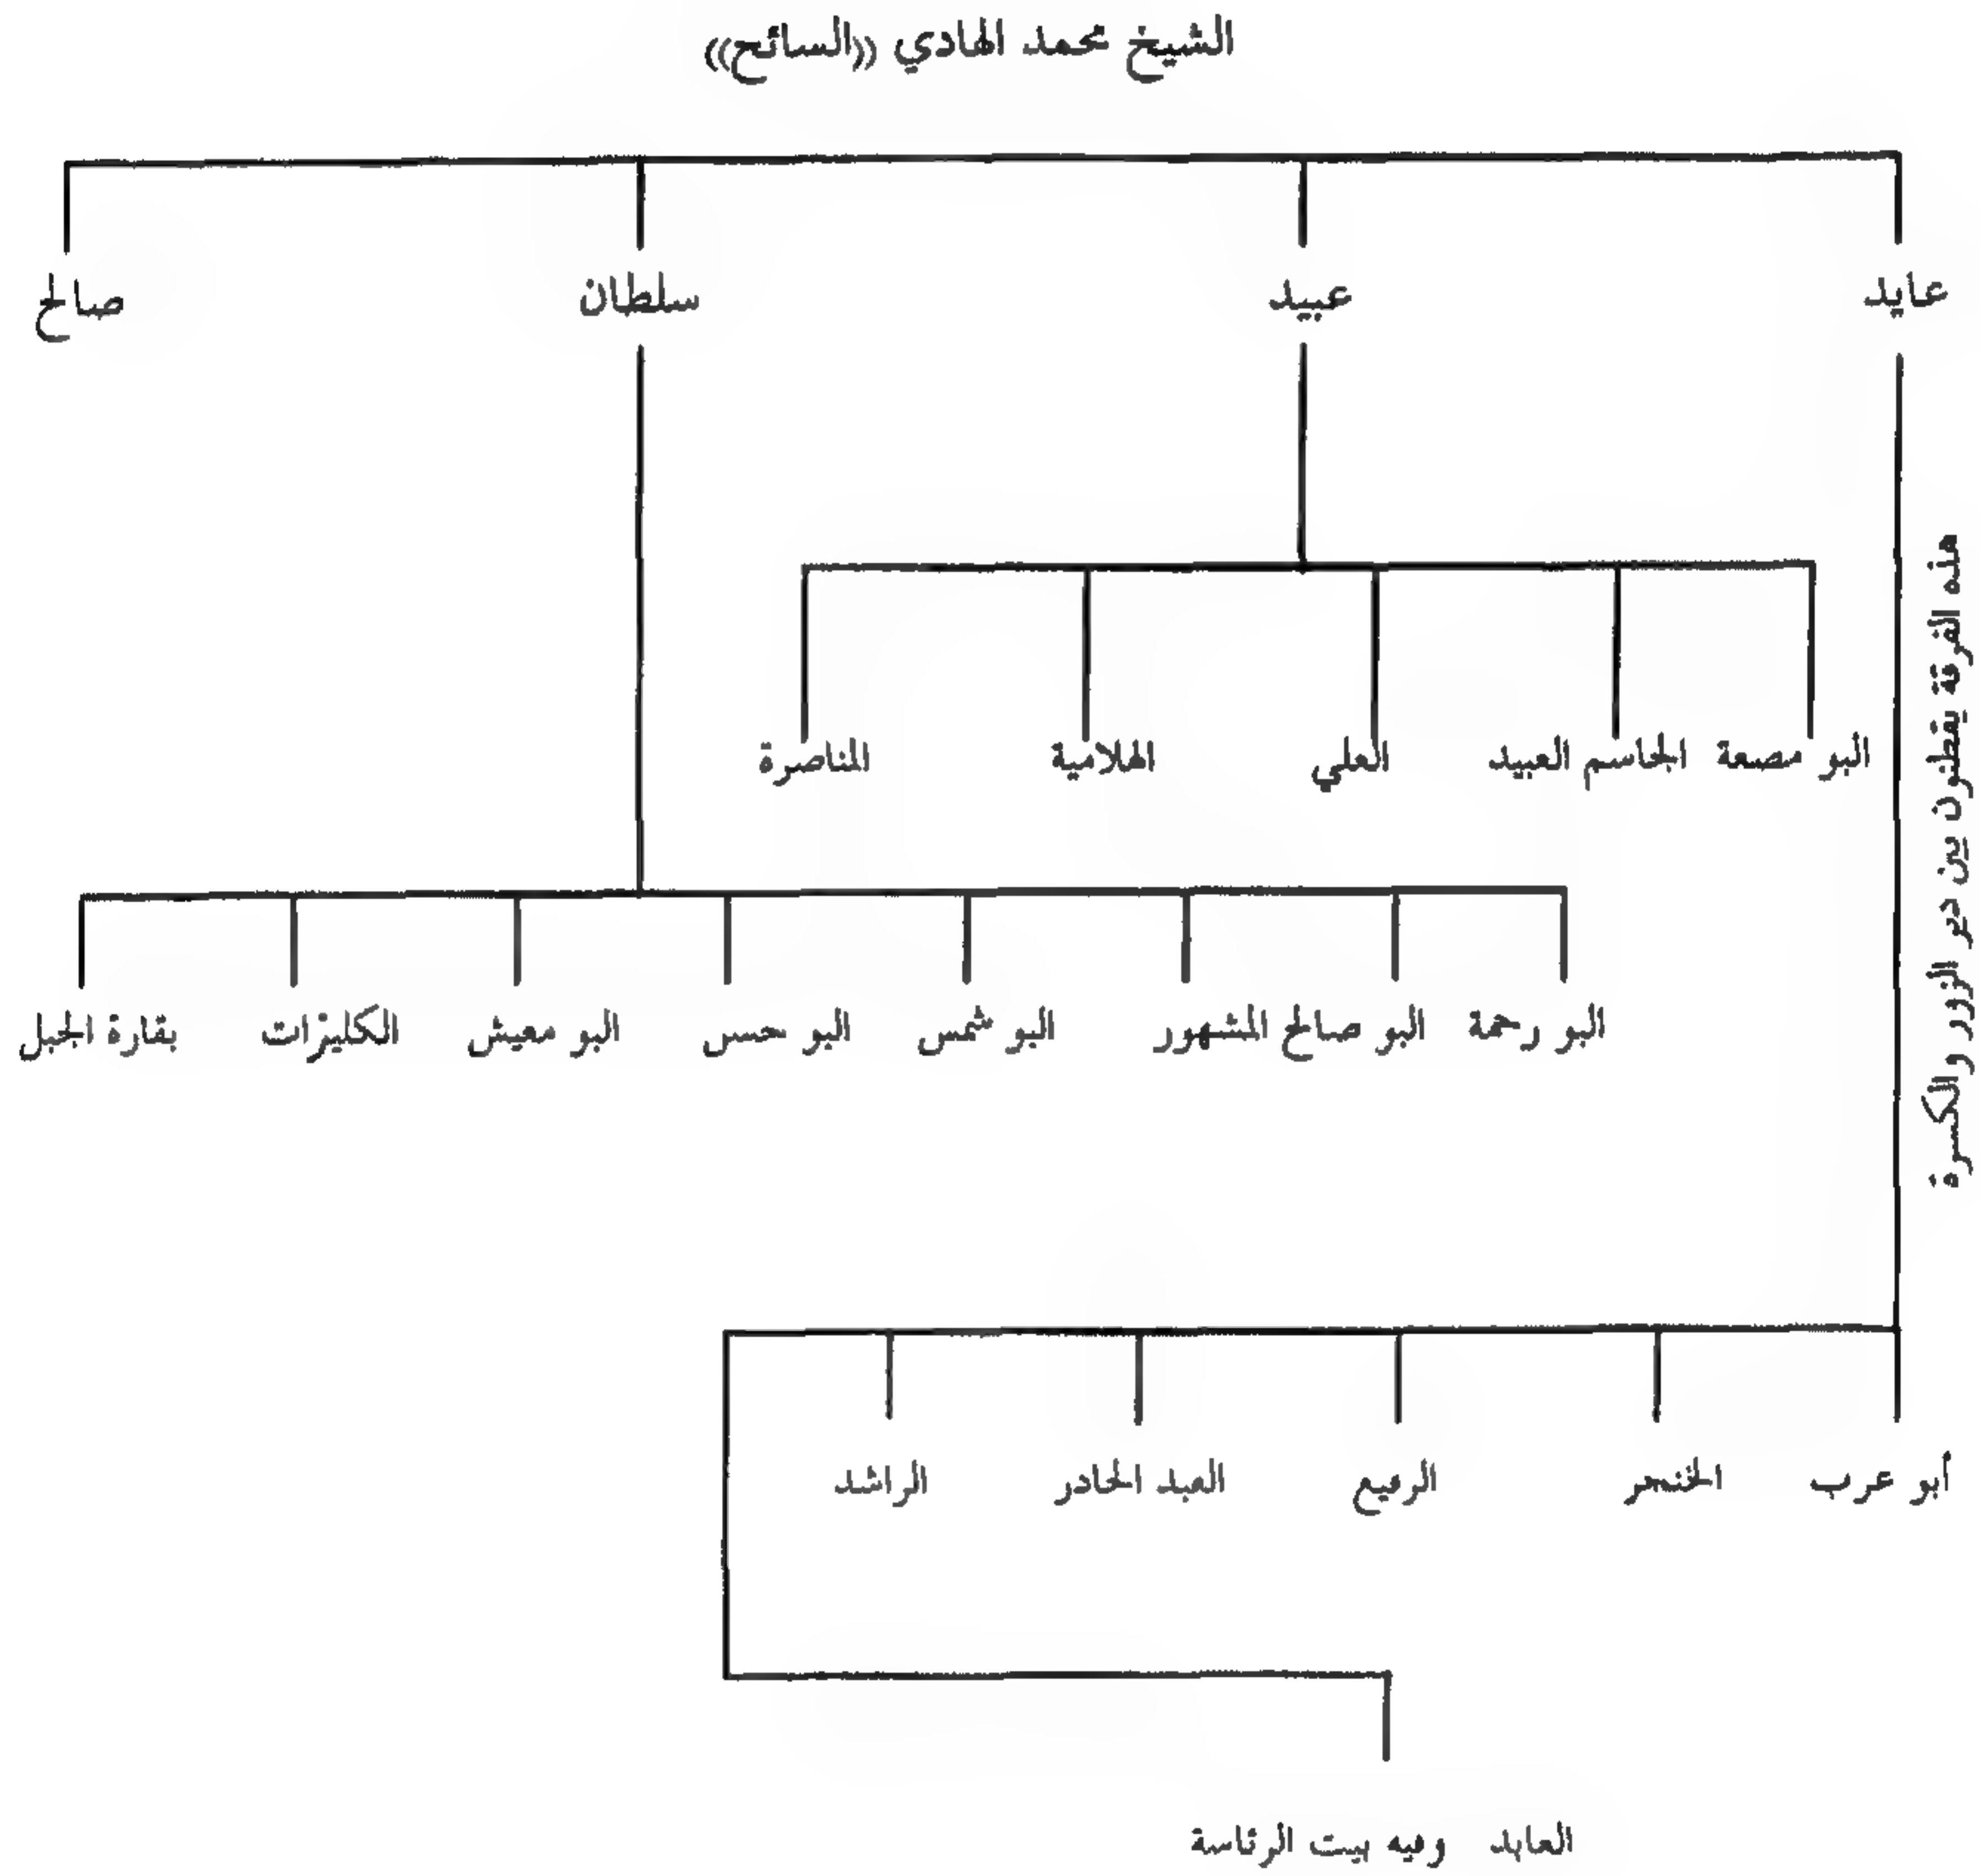 الشيخ محمد الهادي ((السائح))
عايد عبيد سلطان صالح
هذه الفرقة يقطنون بين دير الزور والكسرة
البو مصعة الجاسم العبيد العلي الهلامية المناصرة
البو رحمة البو صالح المشهور البو شمس البو حسن البو معيش الكليزات بقارة الجبل
أبو عرب الخنجر الربيع العبد الجادر الراشد
العابد وفيه بيت الرئاسة